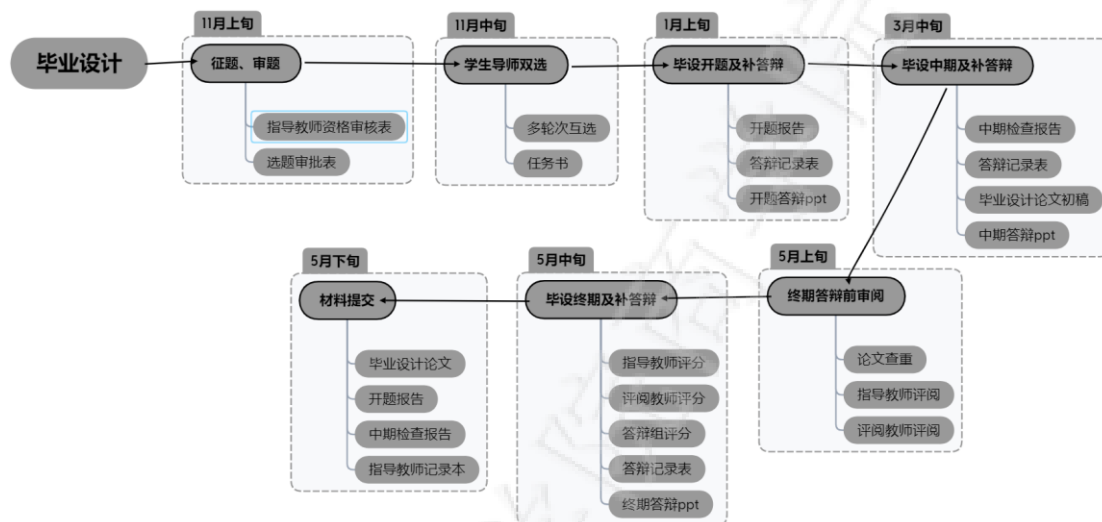 毕业设计
11月上旬
征题、审题
指导教师资格审核表
选题审批表
11月中旬
学生导师双选
多轮次互选
任务书
1月上旬
毕设开题及补答辩
开题报告
答辩记录表
开题答辩ppt
3月中旬
毕设中期及补答辩
中期检查报告
答辩记录表
毕业设计论文初稿
中期答辩ppt
5月上旬
终期答辩前审阅
论文查重
指导教师评阅
评阅教师评阅
5月中旬
毕设终期及补答辩
指导教师评分
评阅教师评分
答辩组评分
答辩记录表
终期答辩ppt
5月下旬
材料提交
毕业设计论文
开题报告
中期检查报告
指导教师记录本